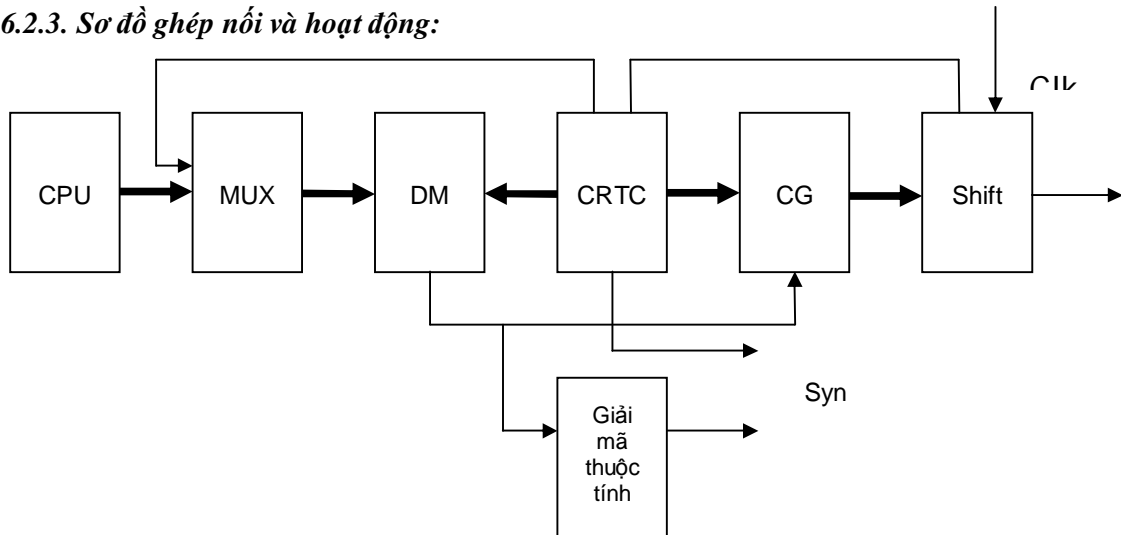 6.2.3. Sơ đồ ghép nối và hoạt động:
Clk
CPU
MUX
DM
CRTC
CG
Shift
Syn
Giải
mã
thuộc
tính